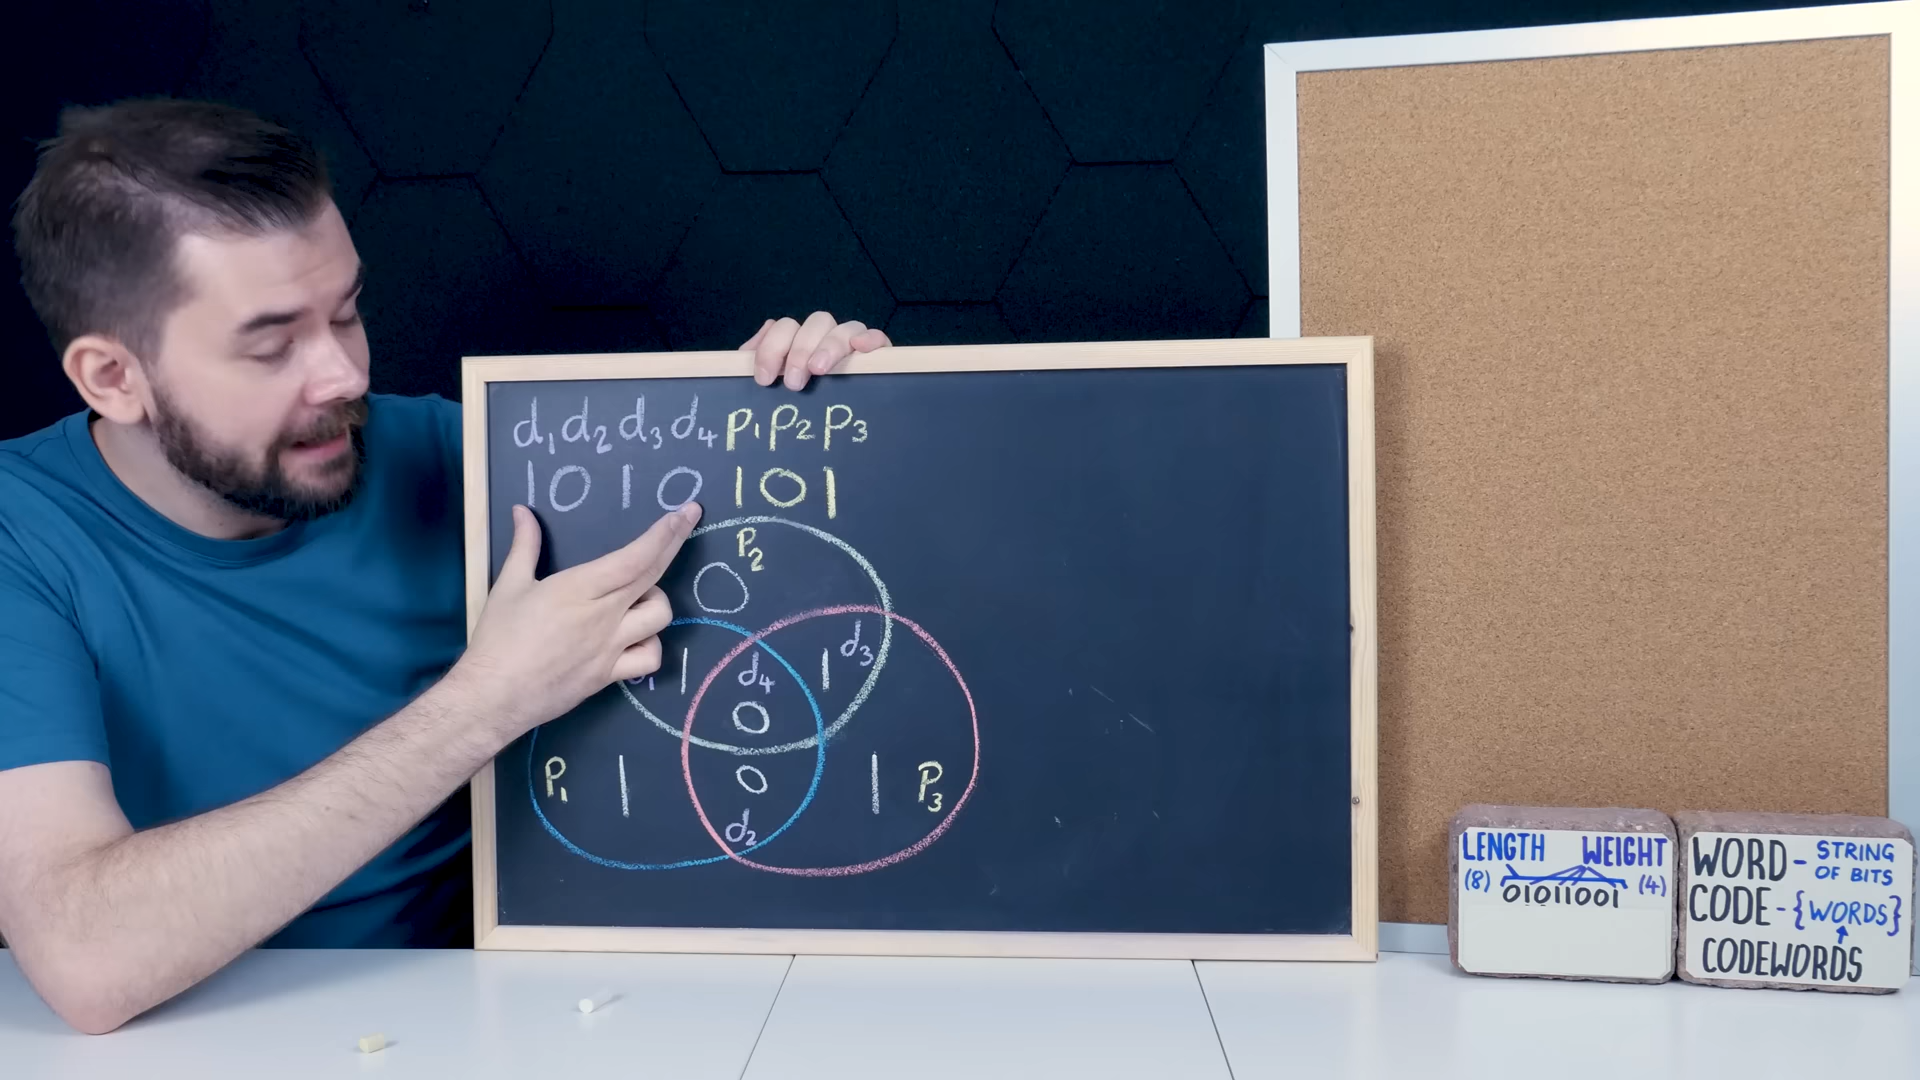 d₁ d₂ d₃ d₄ p₁ p₂ p₃
1 0 1 0 1 0 1
P₂
0
d₃
1 d₄ 1
0
P₁ 1 0 1 P₃
d₂
LENGTH WEIGHT
(8) (4)
01011001
WORD - STRING OF BITS
CODE - {WORDS}
CODEWORDS